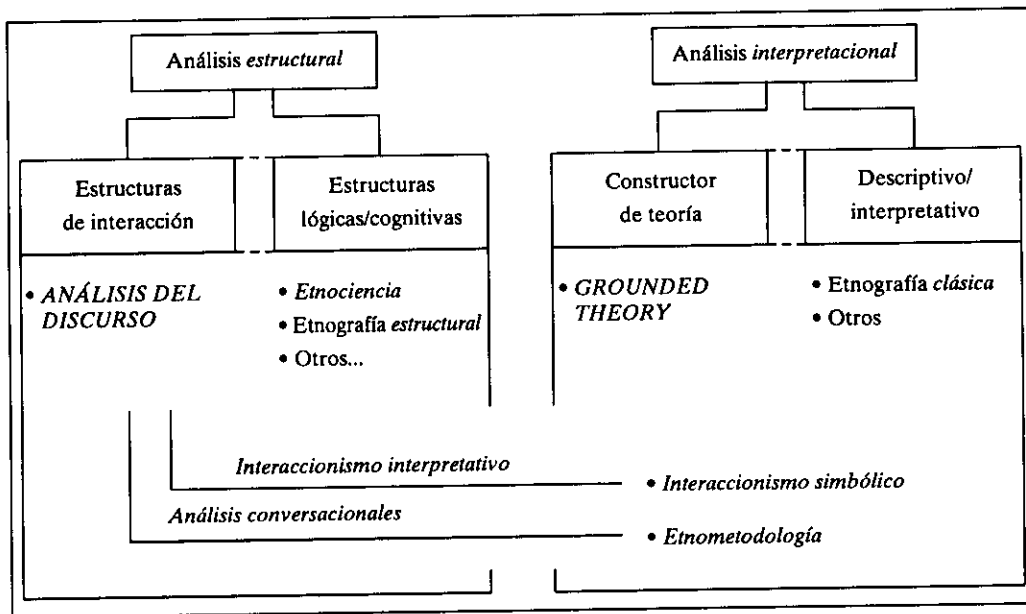 Análisis estructural
Análisis interpretacional
Estructuras
de interacción
Estructuras
lógicas/cognitivas
Constructor
de teoría
Descriptivo/
interpretativo
• ANÁLISIS DEL
DISCURSO
• Etnociencia
• Etnografía estructural
• Otros...
• GROUNDED
THEORY
• Etnografía clásica
• Otros
Interaccionismo interpretativo
• Interaccionismo simbólico
Análisis conversacionales
• Etnometodología